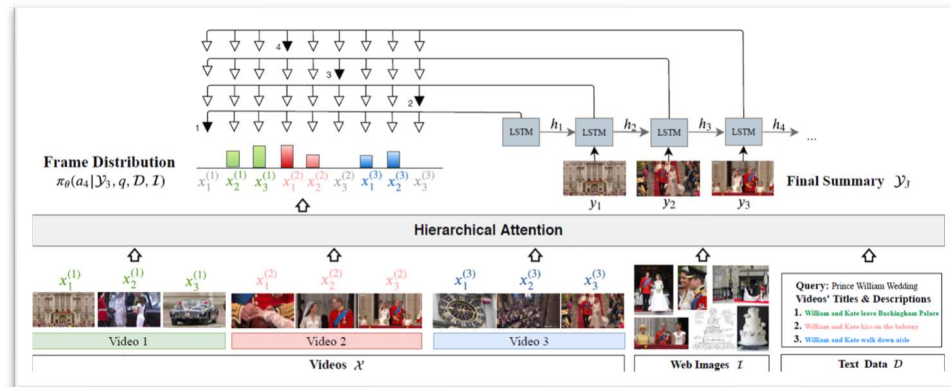 4
3
2
1
LSTM h₁ LSTM h₂ LSTM h₃ LSTM h₄ ...
Frame Distribution
π_θ(a₄|𝒴₃, q, 𝒟, ℐ)
x₁⁽¹⁾ x₂⁽¹⁾ x₃⁽¹⁾ x₁⁽²⁾ x₂⁽²⁾ x₃⁽²⁾ x₁⁽³⁾ x₂⁽³⁾ x₃⁽³⁾
y₁ y₂ y₃
Final Summary 𝒴₃
Hierarchical Attention
x₁⁽¹⁾ x₂⁽¹⁾ x₃⁽¹⁾ x₁⁽²⁾ x₂⁽²⁾ x₃⁽²⁾ x₁⁽³⁾ x₂⁽³⁾ x₃⁽³⁾
Video 1 Video 2 Video 3
Query: Prince William Wedding
Videos' Titles & Descriptions
1. William and Kate leave Buckingham Palace
2. William and Kate kiss on the balcony
3. William and Kate walk down aisle
Videos 𝒳 Web Images ℐ Text Data 𝒟